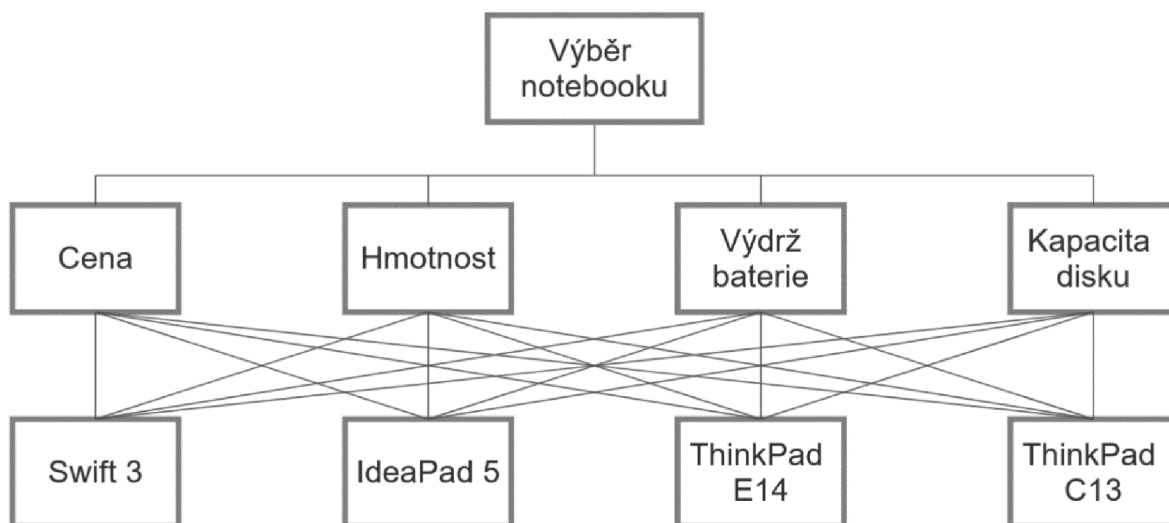 Výběr
notebooku
Cena
Hmotnost
Výdrž
baterie
Kapacita
disku
Swift 3
IdeaPad 5
ThinkPad
E14
ThinkPad
C13